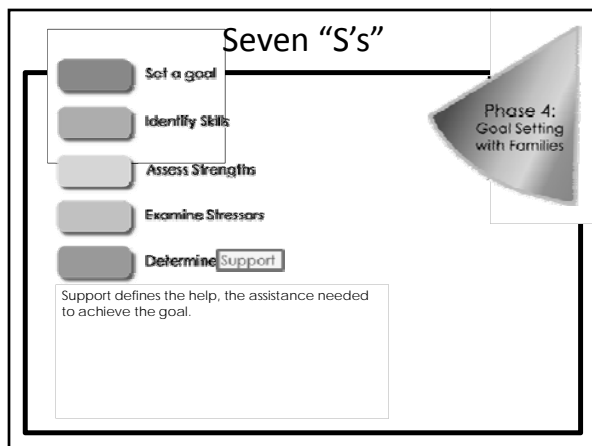 Seven “S’s”
Set a goal
Identify Skills
Assess Strengths
Examine Stressors
Determine Support
Support defines the help, the assistance needed
to achieve the goal.
Phase 4:
Goal Setting
with Families